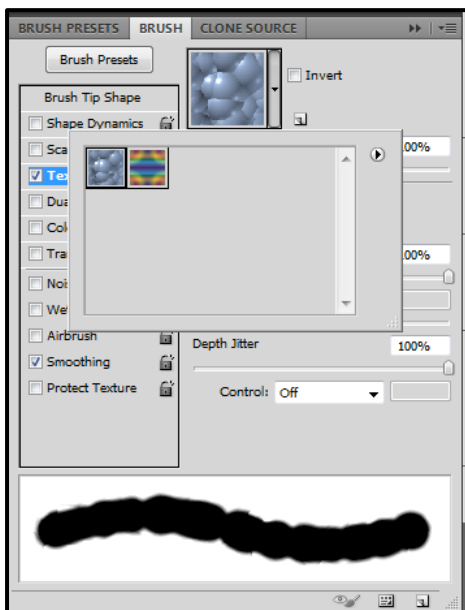 BRUSH PRESETS BRUSH CLONE SOURCE
Brush Presets
Invert
Brush Tip Shape
Shape Dynamics
Sca
00%
Tex
Dua
Col
Tra
00%
Noi
We
Airbrush
Depth Jitter 100%
Smoothing
Protect Texture
Control: Off